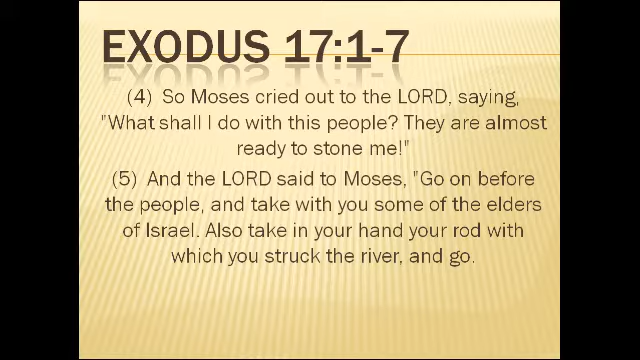 EXODUS 17:1-7
(4) So Moses cried out to the LORD, saying,
"What shall I do with this people? They are almost
ready to stone me!"
(5) And the LORD said to Moses, "Go on before
the people, and take with you some of the elders
of Israel. Also take in your hand your rod with
which you struck the river, and go.